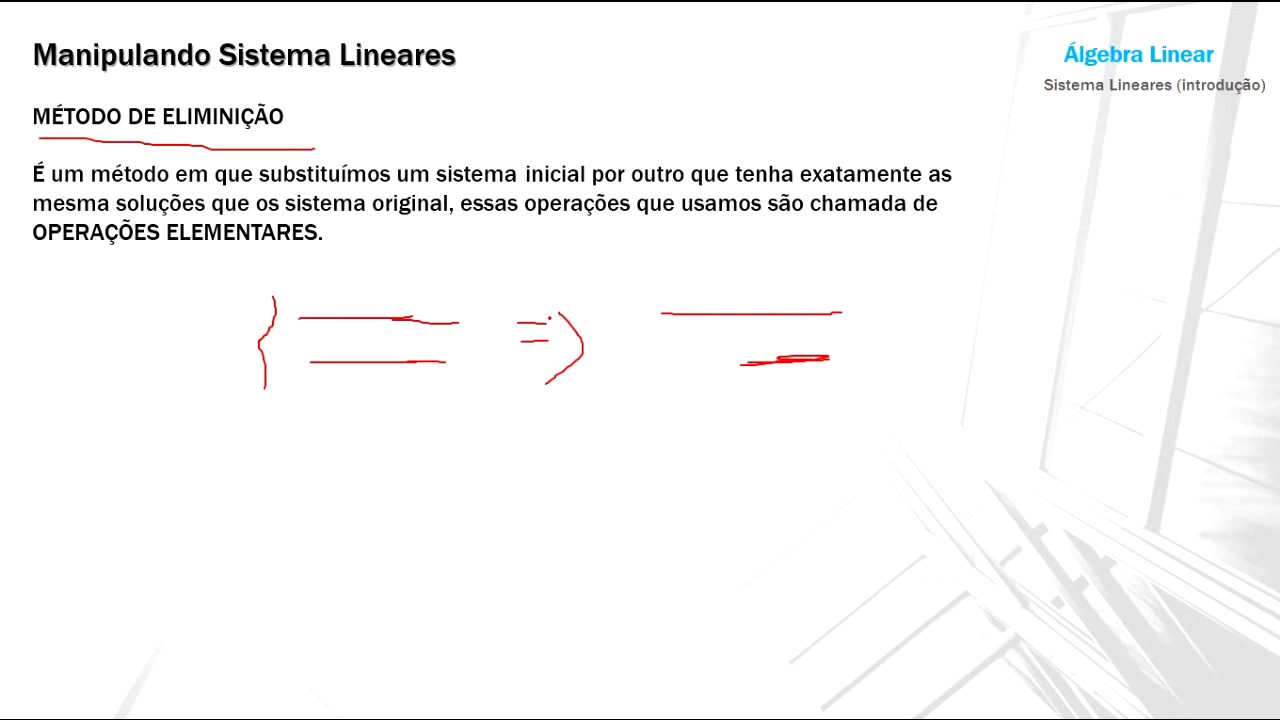 Manipulando Sistema Lineares
Álgebra Linear
Sistema Lineares (introdução)
MÉTODO DE ELIMINIÇÃO
É um método em que substituímos um sistema inicial por outro que tenha exatamente as
mesma soluções que os sistema original, essas operações que usamos são chamada de
OPERAÇÕES ELEMENTARES.